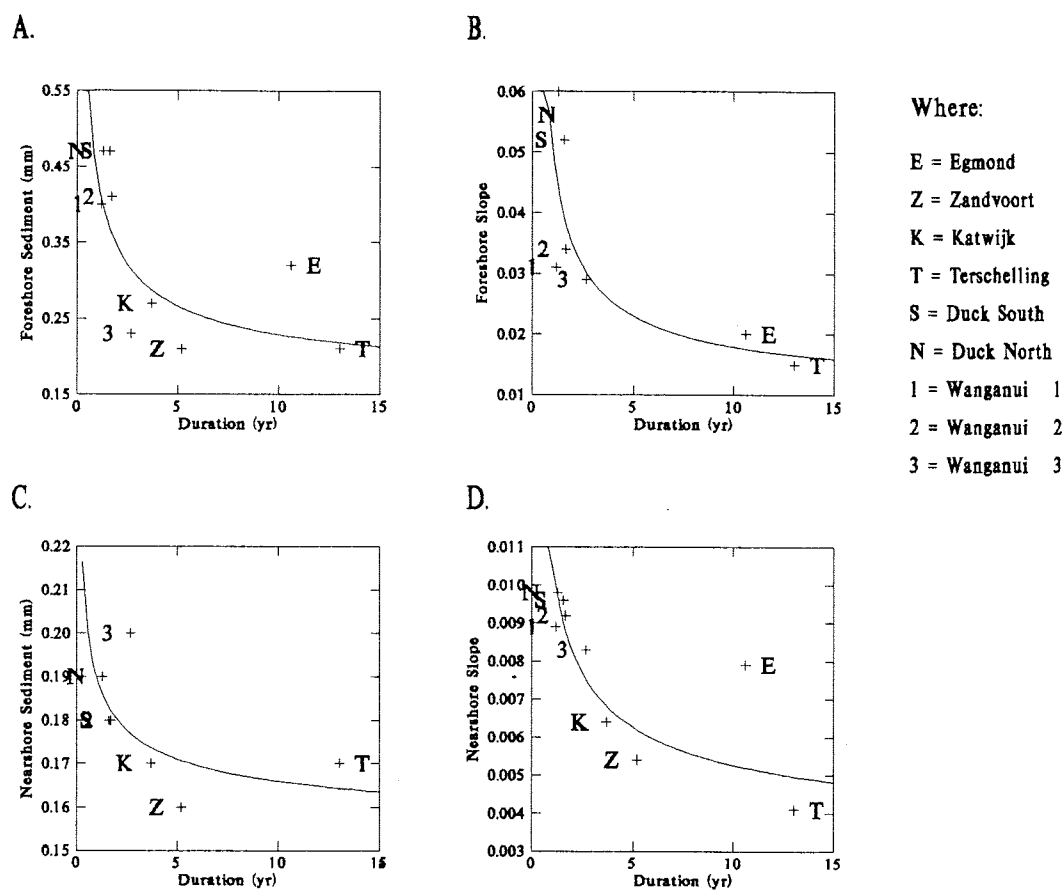 A.
0.55
0.45
0.35
0.25
0.15
Foreshore Sediment (mm)
N S
2
1
K
3
Z
E
T
0
5
10
15
Duration (yr)
B.
0.06
0.05
0.04
0.03
0.02
0.01
Foreshore Slope
N
S
2
1
3
E
T
0
5
10
15
Duration (yr)
Where:
E = Egmond
Z = Zandvoort
K = Katwijk
T = Terschelling
S = Duck South
N = Duck North
1 = Wanganui 1
2 = Wanganui 2
3 = Wanganui 3
C.
0.22
0.21
0.20
0.19
0.18
0.17
0.16
0.15
Nearshore Sediment (mm)
3
N
S
K
Z
T
0
5
10
15
Duration (yr)
D.
0.011
0.010
0.009
0.008
0.007
0.006
0.005
0.004
0.003
Nearshore Slope
N
S
2
1
3
K
Z
E
T
0
5
10
15
Duration (yr)